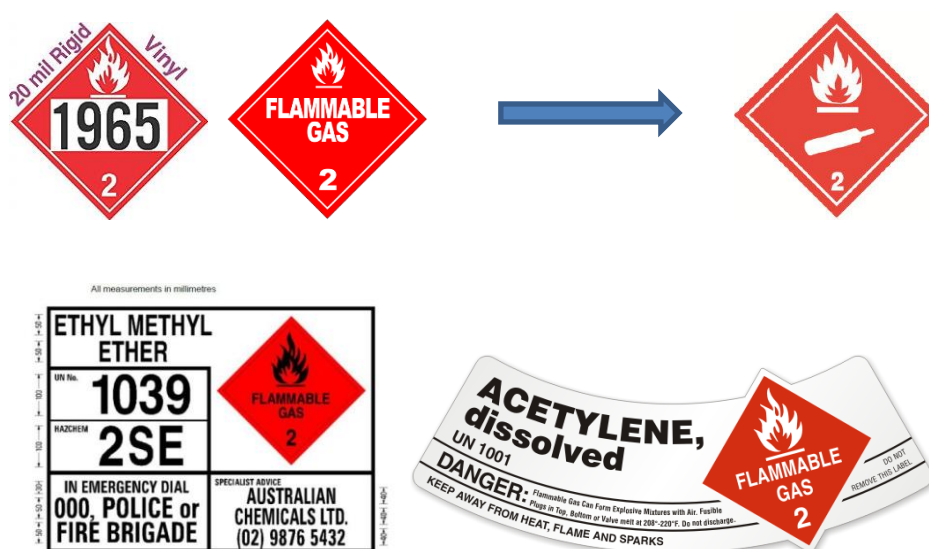 20 mil Rigid
Vinyl
1965
2
FLAMMABLE
GAS
2
2
All measurements in millimetres
ETHYL METHYL
ETHER
UN No.
1039
HAZCHEM
2SE
FLAMMABLE
GAS
2
IN EMERGENCY DIAL
000, POLICE or
FIRE BRIGADE
SPECIALIST ADVICE
AUSTRALIAN
CHEMICALS LTD.
(02) 9876 5432
50
50
100
100
ACETYLENE,
dissolved
UN 1001
DANGER: Flammable Gas Can Form Explosive Mixtures with Air. Fusible
Plugs in Top, Bottom or Valve melt at 208°-220°F. Do not discharge.
KEEP AWAY FROM HEAT, FLAME AND SPARKS
FLAMMABLE
GAS
2
DO NOT
REMOVE THIS LABEL